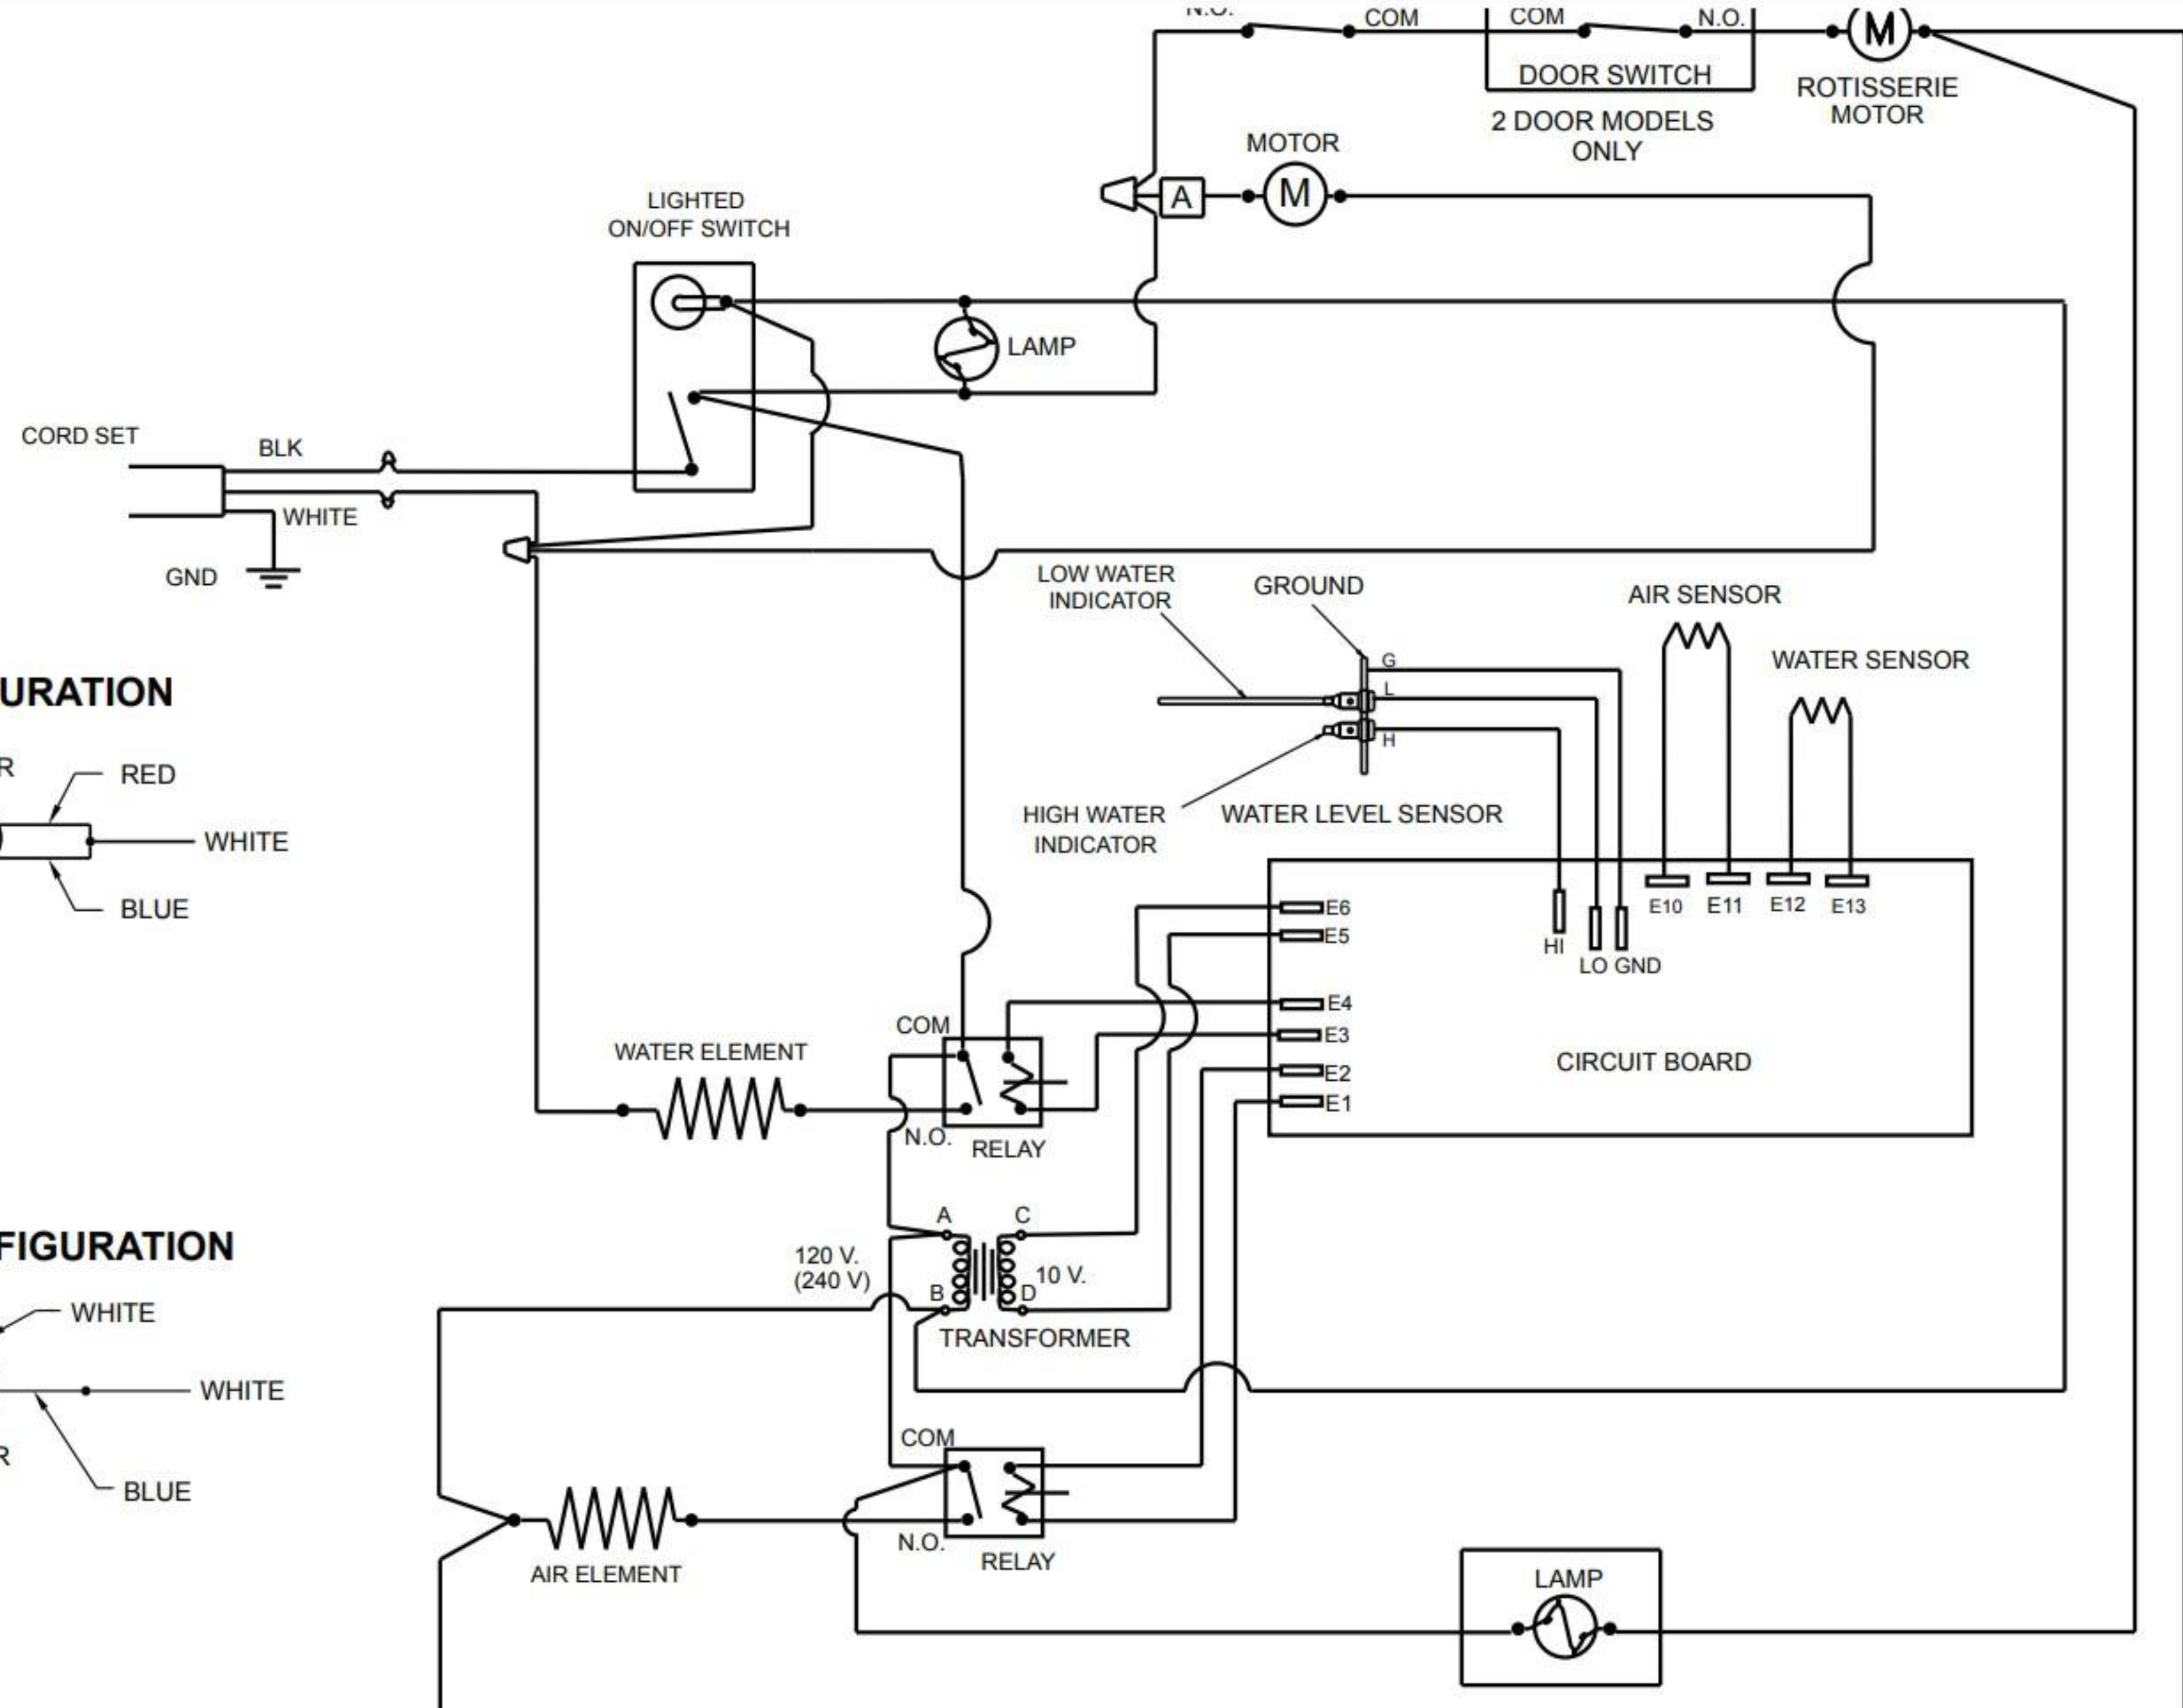 N.O.
COM
COM
N.O.
M
DOOR SWITCH
ROTISSERIE
MOTOR
2 DOOR MODELS
ONLY
MOTOR
A
M
LIGHTED
ON/OFF SWITCH
LAMP
CORD SET
BLK
WHITE
GND
LOW WATER
INDICATOR
GROUND
AIR SENSOR
WATER SENSOR
G
L
H
URATION
R
RED
WHITE
BLUE
HIGH WATER
INDICATOR
WATER LEVEL SENSOR
E6
E5
E4
E3
E2
E1
HI
LO GND
E10
E11
E12
E13
CIRCUIT BOARD
COM
WATER ELEMENT
N.O.
RELAY
A
C
120 V.
(240 V)
B
D
10 V.
TRANSFORMER
FIGURATION
WHITE
WHITE
R
BLUE
COM
N.O.
RELAY
AIR ELEMENT
LAMP